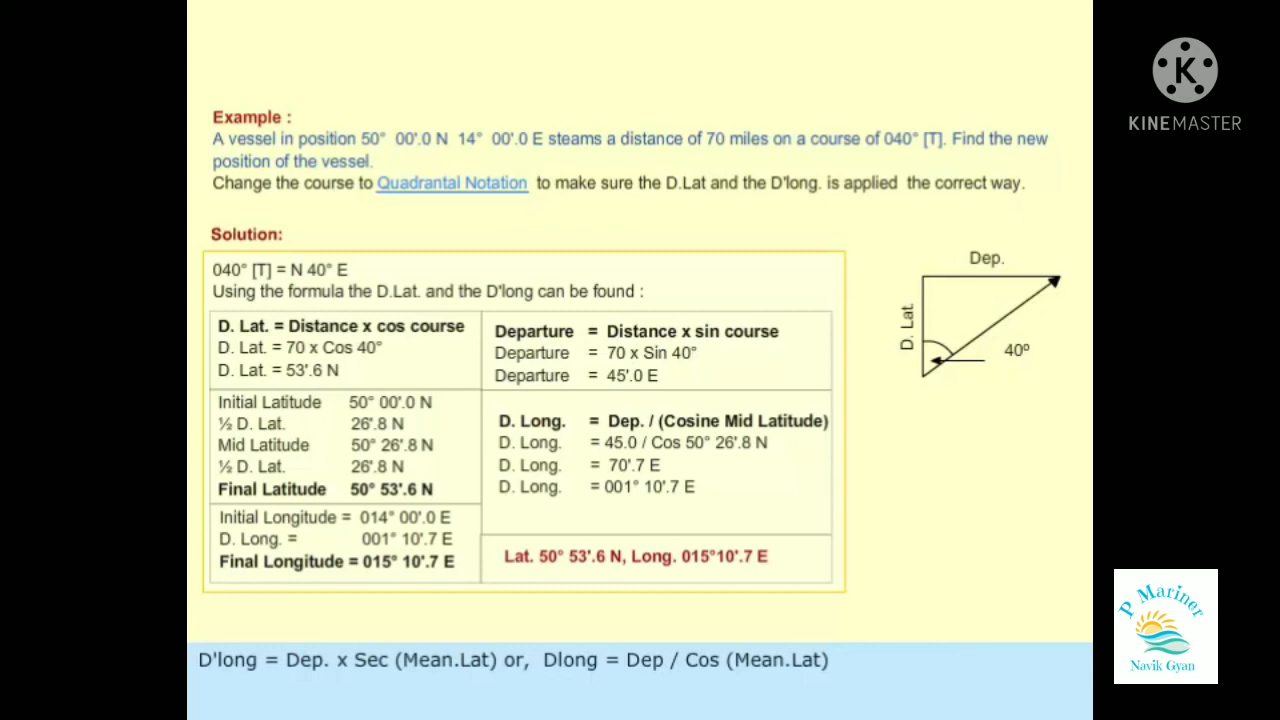 Example :
A vessel in position 50° 00'.0 N 14° 00'.0 E steams a distance of 70 miles on a course of 040° [T]. Find the new
position of the vessel.
Change the course to Quadrantal Notation to make sure the D.Lat and the D'long. is applied the correct way.
Solution:
040° [T] = N 40° E
Using the formula the D.Lat. and the D'long can be found :
D. Lat. = Distance x cos course
D. Lat. = 70 x Cos 40°
D. Lat. = 53'.6 N
Departure = Distance x sin course
Departure = 70 x Sin 40°
Departure = 45'.0 E
Initial Latitude 50° 00'.0 N
½ D. Lat. 26'.8 N
Mid Latitude 50° 26'.8 N
½ D. Lat. 26'.8 N
Final Latitude 50° 53'.6 N
D. Long. = Dep. / (Cosine Mid Latitude)
D. Long. = 45.0 / Cos 50° 26'.8 N
D. Long. = 70'.7 E
D. Long. = 001° 10'.7 E
Initial Longitude = 014° 00'.0 E
D. Long. = 001° 10'.7 E
Final Longitude = 015° 10'.7 E
Lat. 50° 53'.6 N, Long. 015°10'.7 E
Dep.
D. Lat.
40º
D'long = Dep. x Sec (Mean.Lat) or, Dlong = Dep / Cos (Mean.Lat)
K
KINEMASTER
P Mariner
Navik Gyan